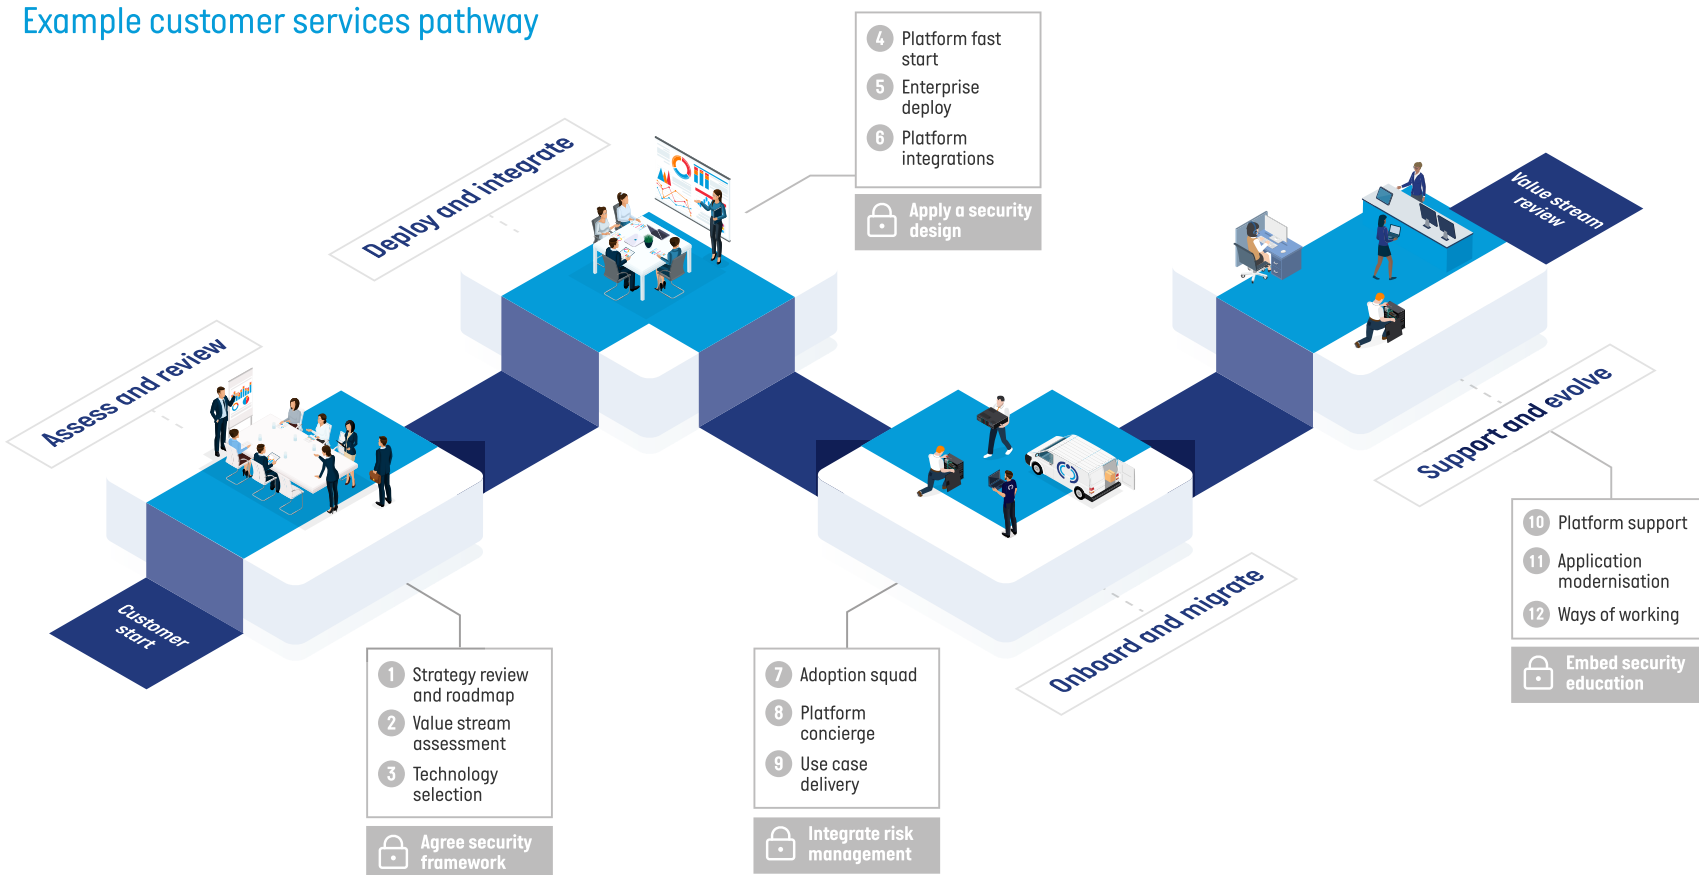 Example customer services pathway
Customer
start
Assess and review
1 Strategy review
and roadmap
2 Value stream
assessment
3 Technology
selection
Agree security
framework
Deploy and integrate
4 Platform fast
start
5 Enterprise
deploy
6 Platform
integrations
Apply a security
design
Onboard and migrate
7 Adoption squad
8 Platform
concierge
9 Use case
delivery
Integrate risk
management
Support and evolve
10 Platform support
11 Application
modernisation
12 Ways of working
Embed security
education
Value stream
review